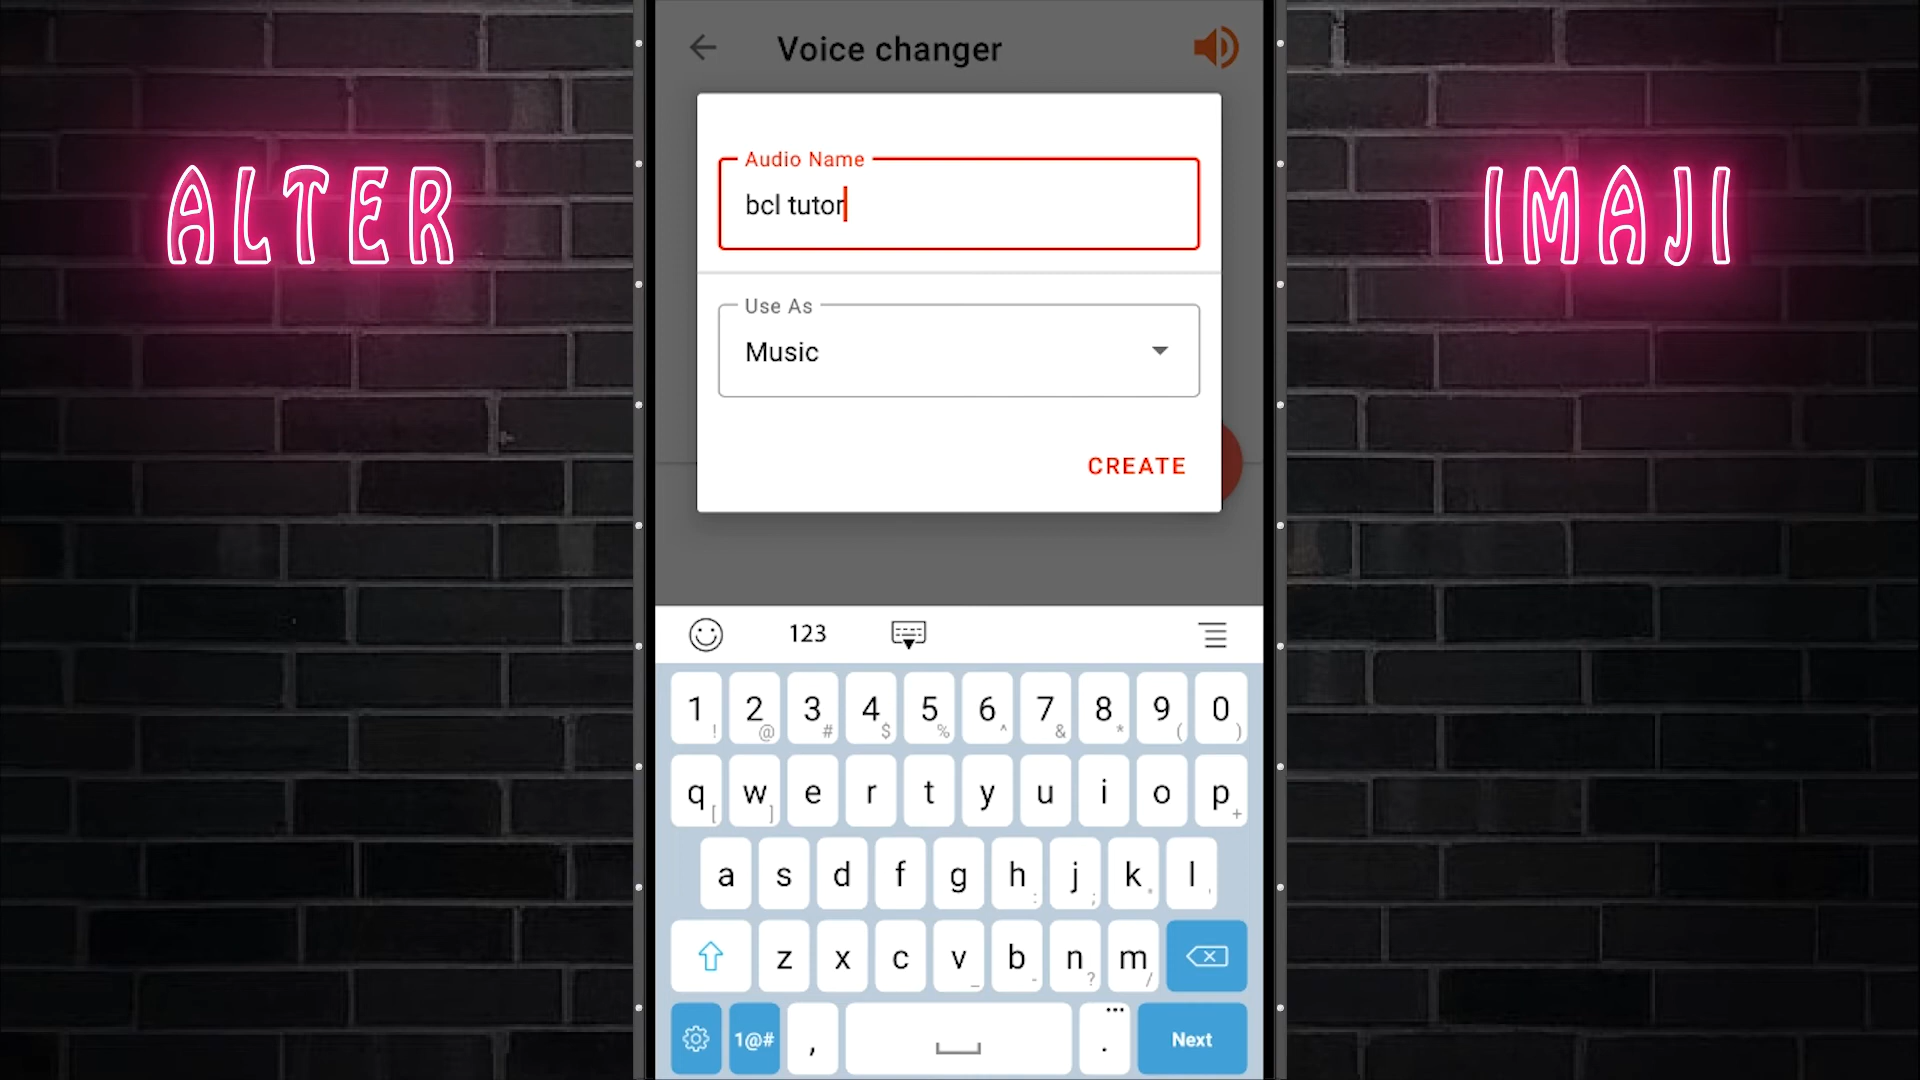 ALTER
IMAJI
Voice changer
Audio Name
bcl tutor
Use As
Music
CREATE
123
1 ! 2 @ 3 # 4 $ 5 % 6 ^ 7 & 8 * 9 ( 0 )
q [ w ] e r t y u i o p +
a s d f g h : j ; k l
z x c v _ b - n ? m /
1@# , ... . Next